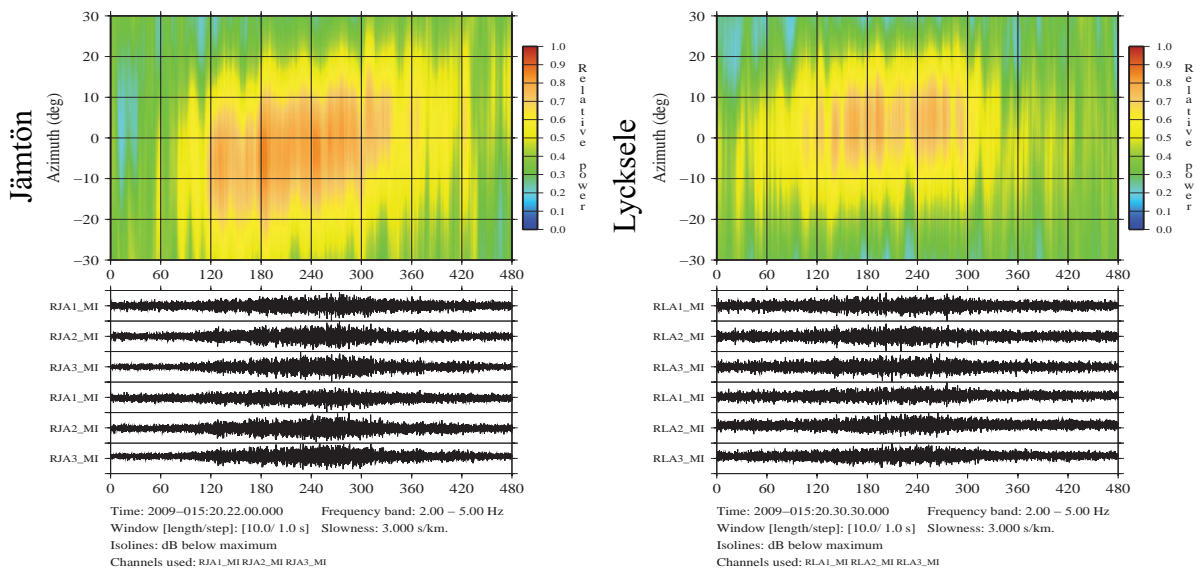 Jämtön
Azimuth (deg)
30
20
10
0
−10
−20
−30
0 60 120 180 240 300 360 420 480
1.0
0.9
0.8
0.7
0.6
0.5
0.4
0.3
0.2
0.1
0.0
Relative power
RJA1_MI
RJA2_MI
RJA3_MI
RJA1_MI
RJA2_MI
RJA3_MI
0 60 120 180 240 300 360 420 480
Time: 2009−015:20.22.00.000 Frequency band: 2.00 − 5.00 Hz
Window [length/step]: [10.0/ 1.0 s] Slowness: 3.000 s/km.
Isolines: dB below maximum
Channels used: RJA1_MI RJA2_MI RJA3_MI
Lycksele
Azimuth (deg)
30
20
10
0
−10
−20
−30
0 60 120 180 240 300 360 420 480
1.0
0.9
0.8
0.7
0.6
0.5
0.4
0.3
0.2
0.1
0.0
Relative power
RLA1_MI
RLA2_MI
RLA3_MI
RLA1_MI
RLA2_MI
RLA3_MI
0 60 120 180 240 300 360 420 480
Time: 2009−015:20.30.30.000 Frequency band: 2.00 − 5.00 Hz
Window [length/step]: [10.0/ 1.0 s] Slowness: 3.000 s/km.
Isolines: dB below maximum
Channels used: RLA1_MI RLA2_MI RLA3_MI